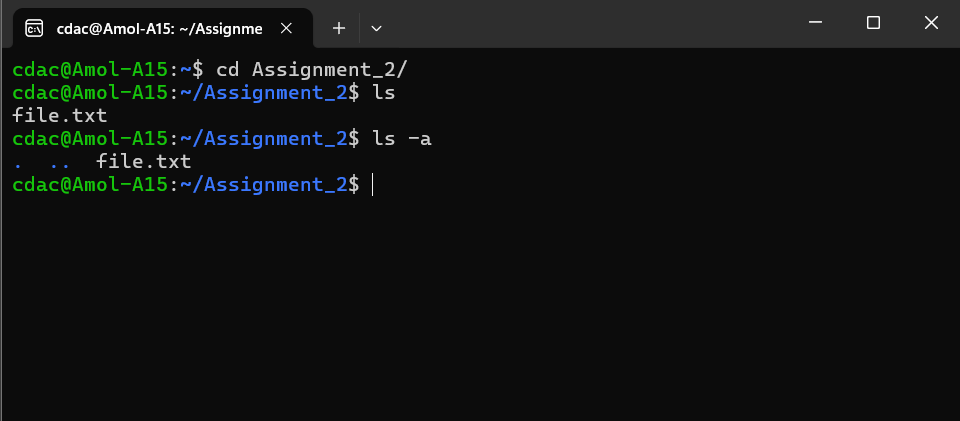 cdac@Amol-A15: ~/Assignme
cdac@Amol-A15:~$ cd Assignment_2/
cdac@Amol-A15:~/Assignment_2$ ls
file.txt
cdac@Amol-A15:~/Assignment_2$ ls -a
.  ..  file.txt
cdac@Amol-A15:~/Assignment_2$